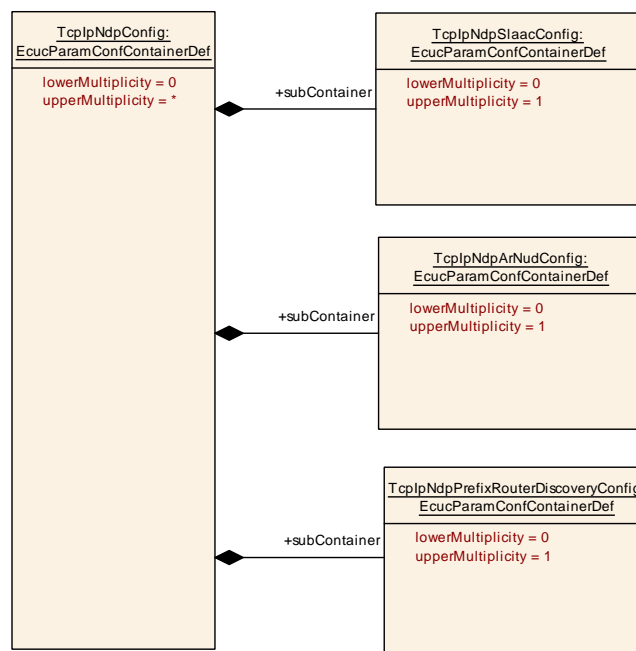 TcpIpNdpConfig:
EcucParamConfContainerDef
lowerMultiplicity = 0
upperMultiplicity = *
+subContainer
TcpIpNdpSlaacConfig:
EcucParamConfContainerDef
lowerMultiplicity = 0
upperMultiplicity = 1
+subContainer
TcpIpNdpArNudConfig:
EcucParamConfContainerDef
lowerMultiplicity = 0
upperMultiplicity = 1
+subContainer
TcpIpNdpPrefixRouterDiscoveryConfig
EcucParamConfContainerDef
lowerMultiplicity = 0
upperMultiplicity = 1